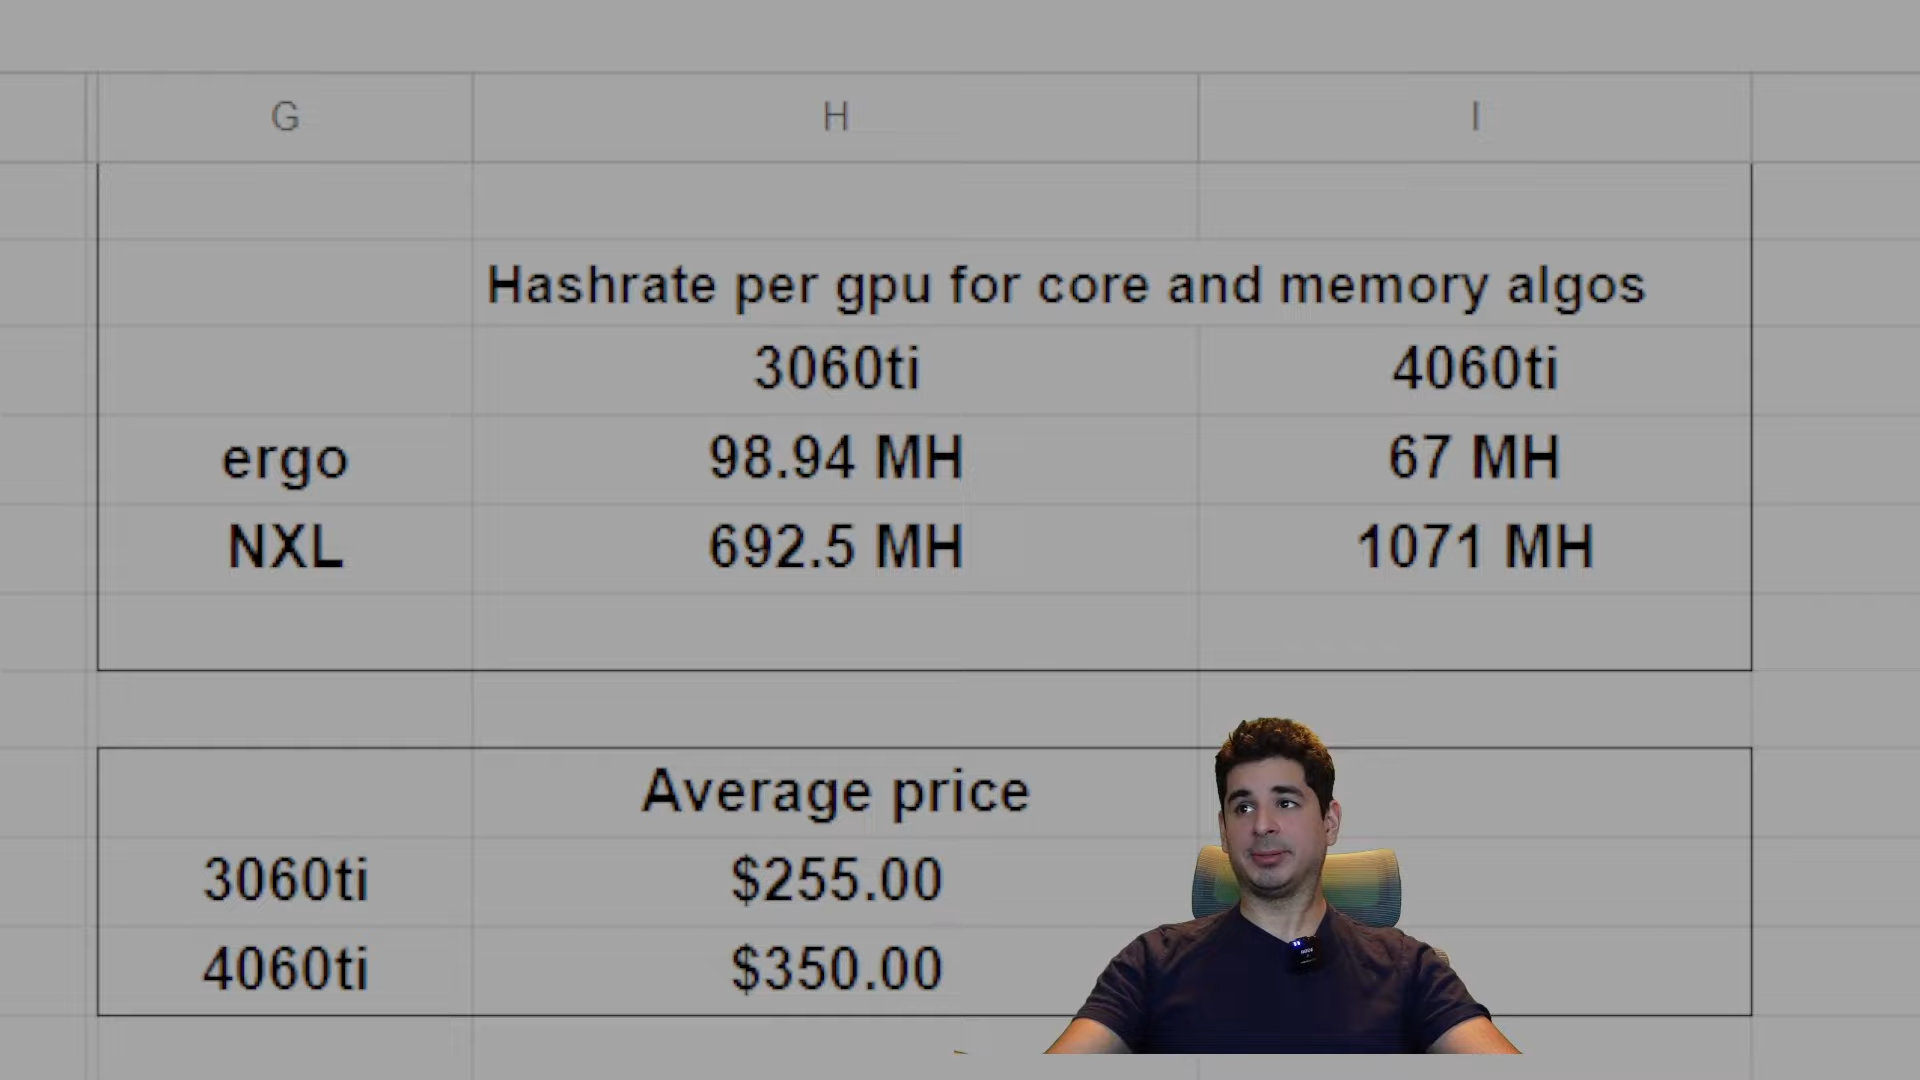 G H I
Hashrate per gpu for core and memory algos
3060ti 4060ti
ergo 98.94 MH 67 MH
NXL 692.5 MH 1071 MH
Average price
3060ti $255.00
4060ti $350.00